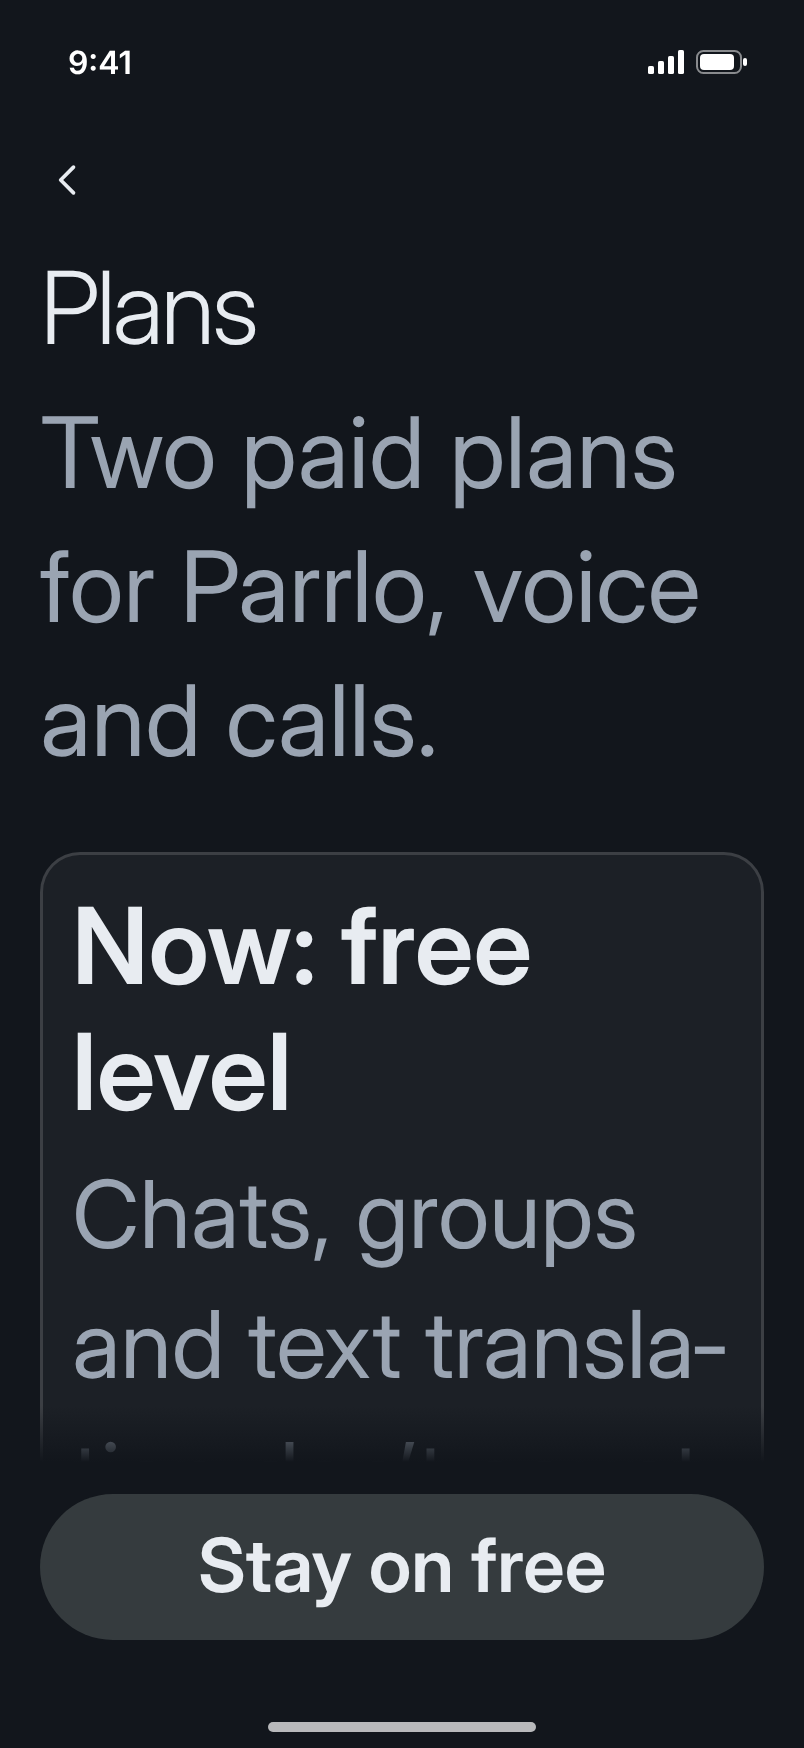 9:41
Plans
Two paid plans
for Parrlo, voice
and calls.
Now: free
level
Chats, groups
and text transla-
Stay on free